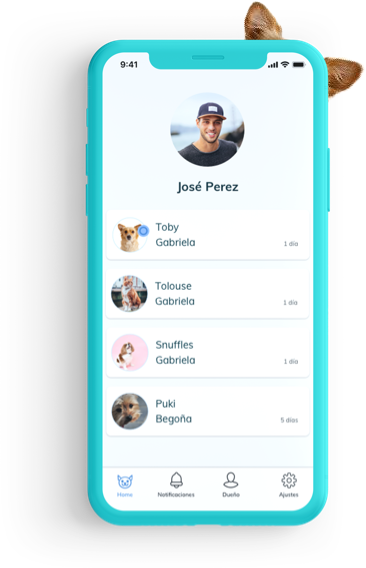 9:41
José Perez
Toby
Gabriela
1 día
Tolouse
Gabriela
1 día
Snuffles
Gabriela
1 día
Puki
Begoña
5 días
Home
Notificaciones
Dueño
Ajustes